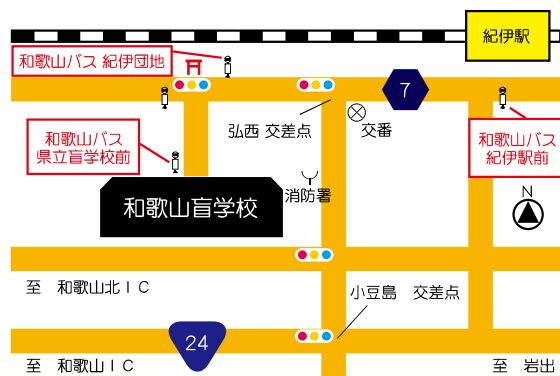 紀伊駅
和歌山バス 紀伊団地
7
弘西 交差点
交番
和歌山バス
県立盲学校前
和歌山バス
紀伊駅前
消防署
N
和歌山盲学校
至 和歌山北IC
小豆島 交差点
24
至 和歌山IC
至 岩出